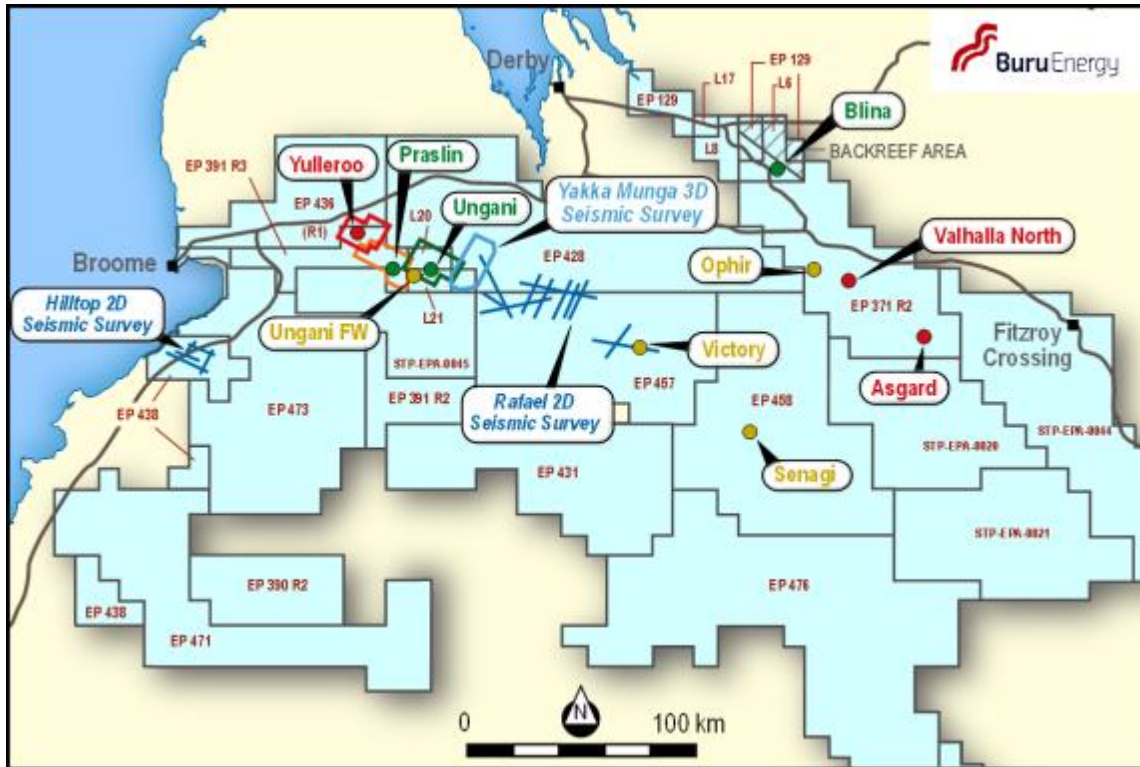 BuruEnergy
Derby
L17
EP 129
L6
EP 129
Blina
L8
BACKREEF AREA
EP 391 R3
Yulleroo
Praslin
EP 436
(R1)
L20
Ungani
Yakka Munga 3D
Seismic Survey
Broome
EP 428
Ophir
Valhalla North
Hilltop 2D
Seismic Survey
Ungani FW
L21
EP 371 R2
Fitzroy
Crossing
STP-EPA-0045
Victory
EP 457
Asgard
EP 438
EP 473
EP 391 R2
Rafael 2D
Seismic Survey
EP 458
STP-EPA-0044
STP-EPA-0020
EP 431
Senagi
STP-EPA-0021
EP 390 R2
EP 476
EP 438
EP 471
N
0
100 km